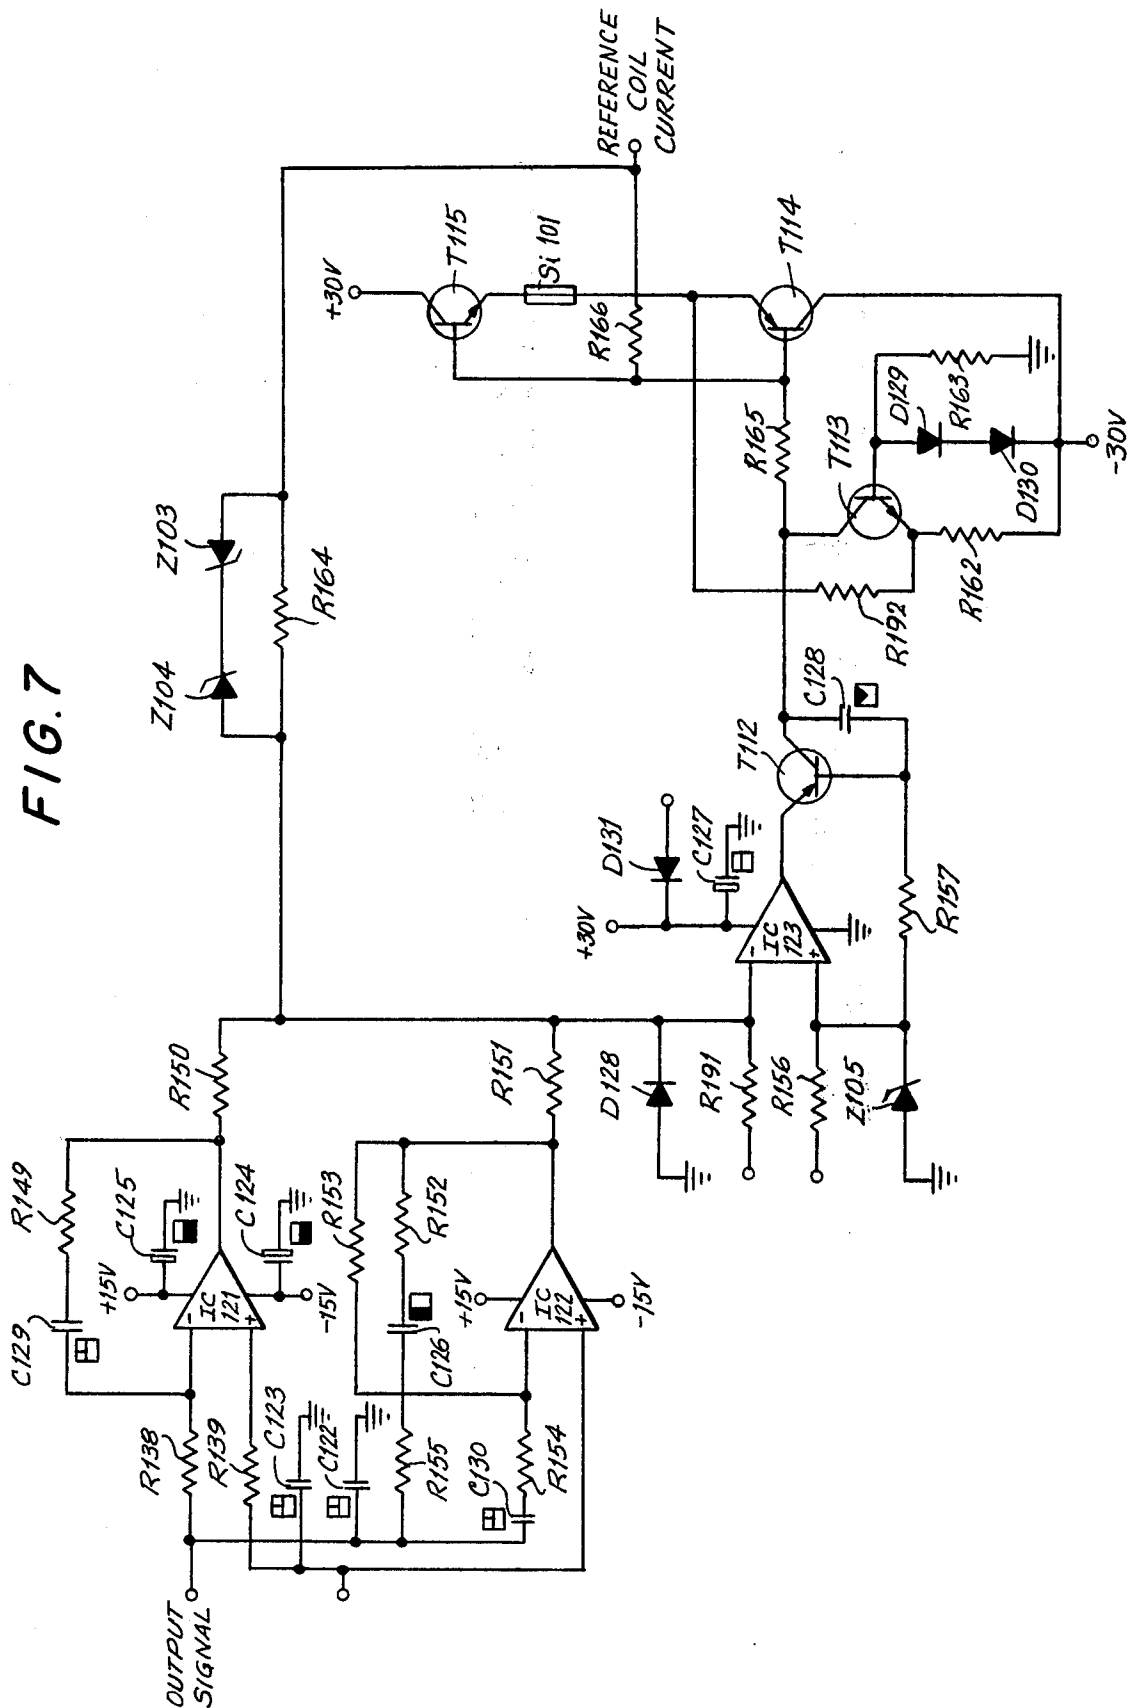 FIG. 7
OUTPUT
SIGNAL
R138
R139
C129
R149
+15V
C125
IC
121
-
+
C124
-15V
R150
C123
C122
R155
C130
R154
R153
R152
C126
+15V
IC
122
-
+
-15V
R151
Z104
Z103
R164
D128
R191
R156
Z105
+30V
D131
C127
IC
123
-
+
R157
T112
C128
R192
R162
R165
T113
D129
D130
R163
-30V
+30V
T115
Si 101
R166
T114
REFERENCE
COIL
CURRENT